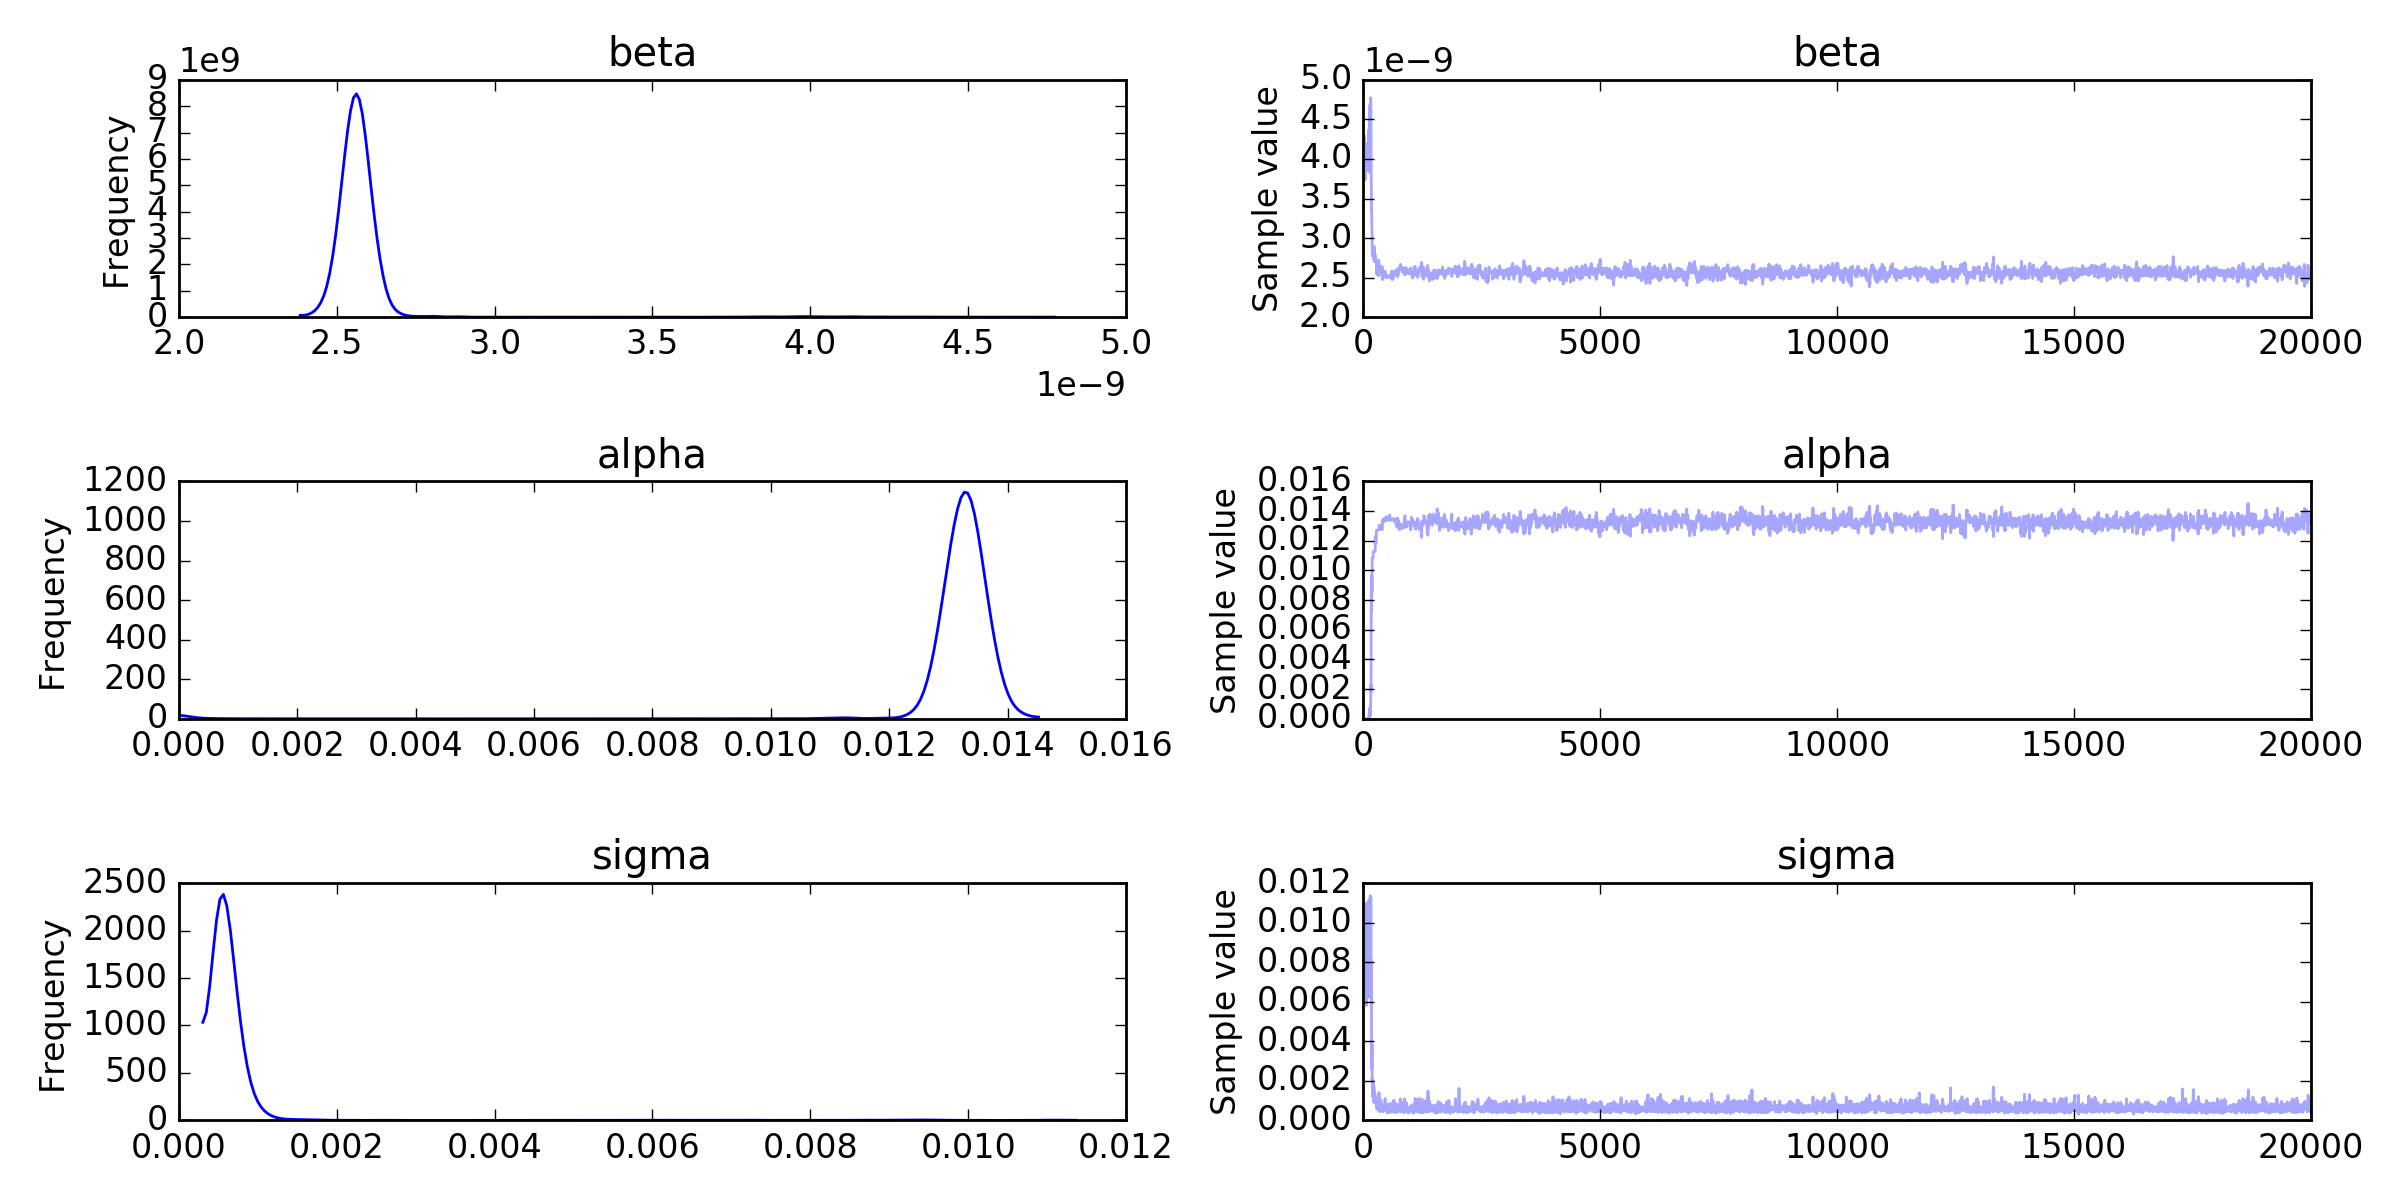 beta
1e9
Frequency
9
8
7
6
5
4
3
2
1
0
2.0 2.5 3.0 3.5 4.0 4.5 5.0
1e−9
beta
1e−9
Sample value
5.0
4.5
4.0
3.5
3.0
2.5
2.0
0 5000 10000 15000 20000
alpha
Frequency
1200
1000
800
600
400
200
0
0.000 0.002 0.004 0.006 0.008 0.010 0.012 0.014 0.016
alpha
Sample value
0.016
0.014
0.012
0.010
0.008
0.006
0.004
0.002
0.000
0 5000 10000 15000 20000
sigma
Frequency
2500
2000
1500
1000
500
0
0.000 0.002 0.004 0.006 0.008 0.010 0.012
sigma
Sample value
0.012
0.010
0.008
0.006
0.004
0.002
0.000
0 5000 10000 15000 20000